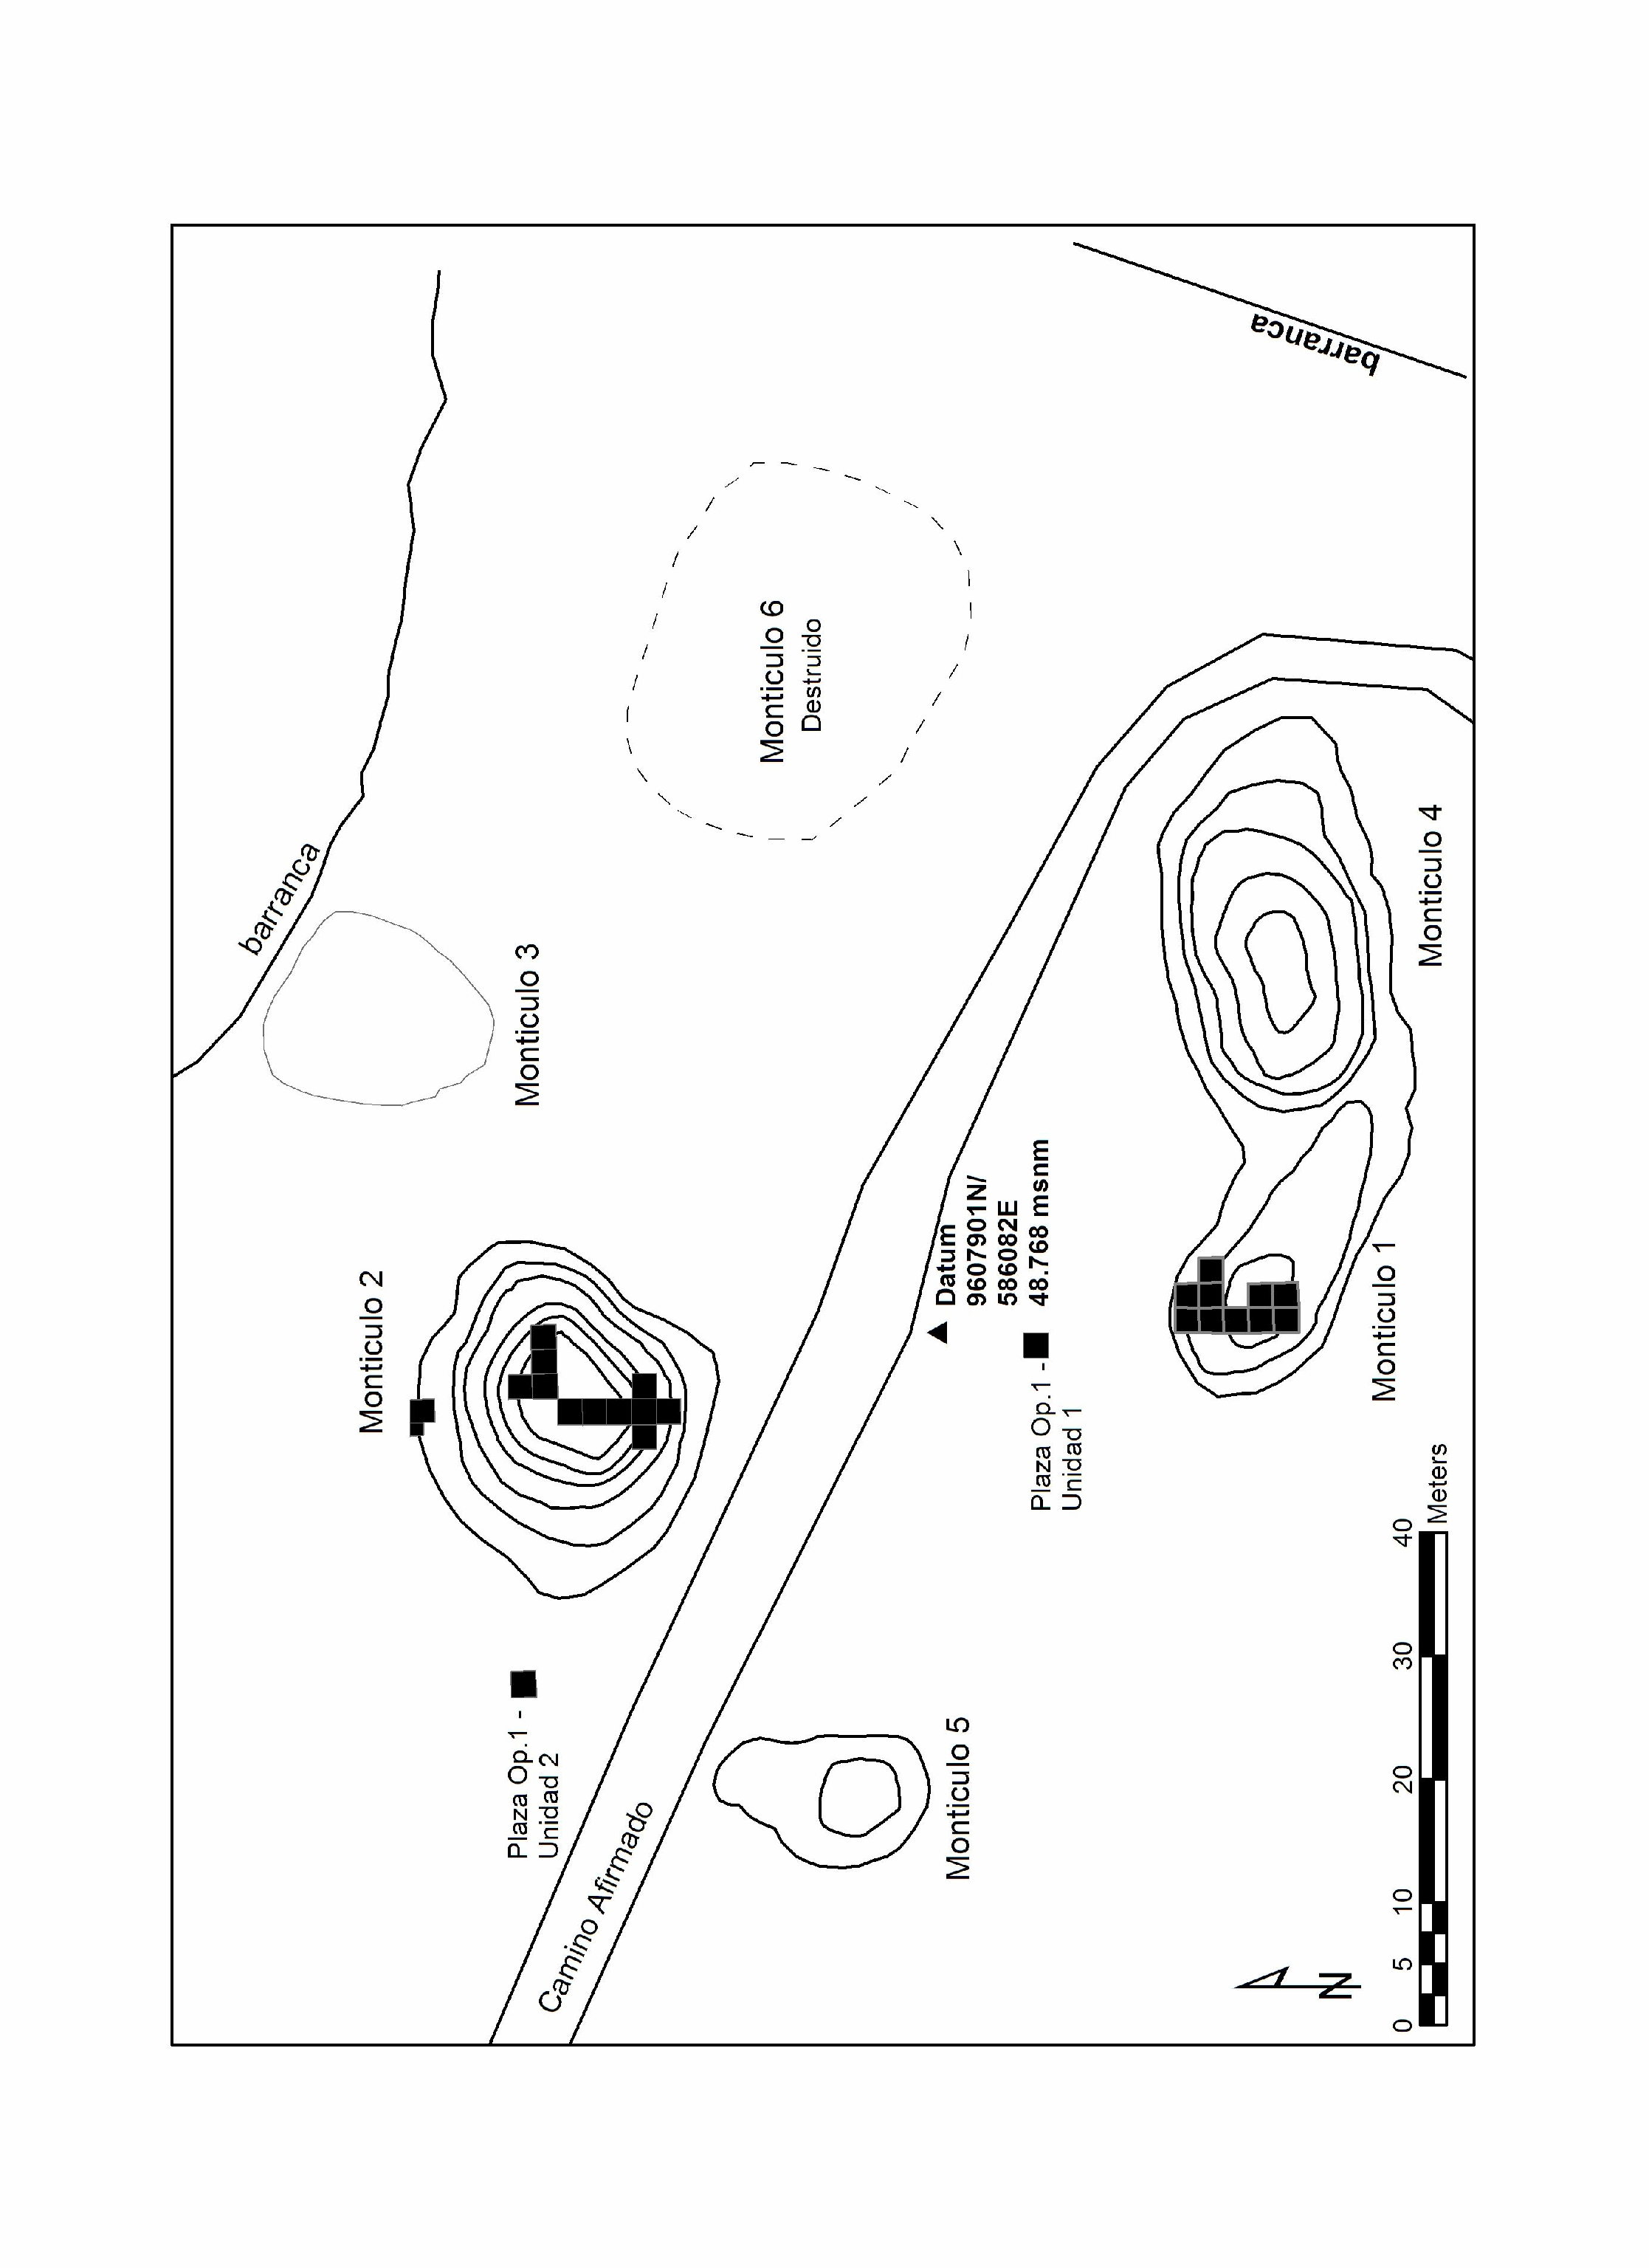 barranca
Monticulo 3
Monticulo 2
Monticulo 6
Destruido
barranca
Plaza Op.1 -
Unidad 2
Camino Afirmado
Datum
9607901N/
586082E
48.768 msnm
Plaza Op.1 -
Unidad 1
Monticulo 5
Monticulo 4
Monticulo 1
N
0 5 10 20 30 40
Meters